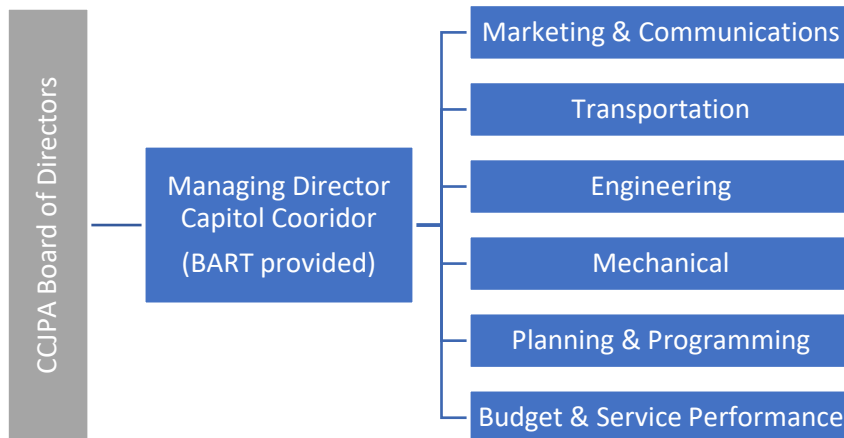 CCJPA Board of Directors
Managing Director
Capitol Cooridor
(BART provided)
Marketing & Communications
Transportation
Engineering
Mechanical
Planning & Programming
Budget & Service Performance